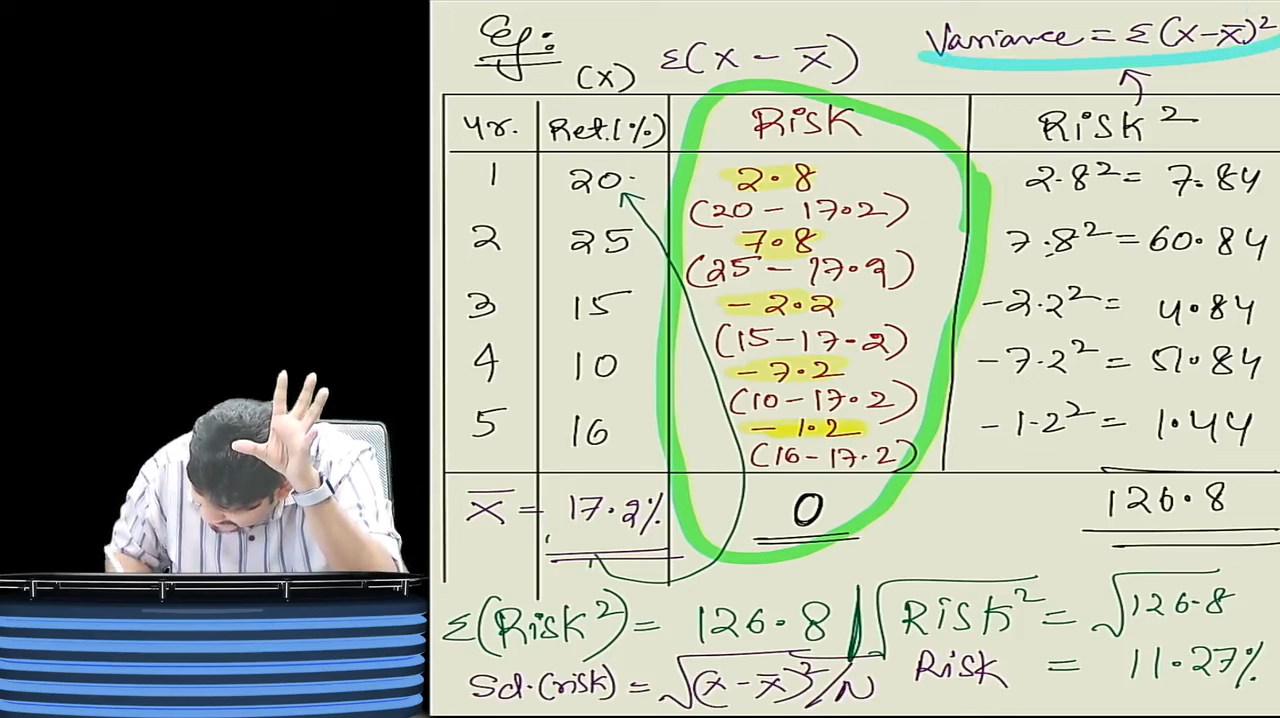 Eg:
(X) Σ(X − X̅) Variance = Σ(X-X̅)²
Yr. Ret.(%) Risk Risk²
1 20 2.8 2.8² = 7.84
(20 − 17.2)
2 25 7.8 7.8² = 60.84
(25 − 17.2)
3 15 − 2.2 −2.2² = 4.84
(15−17.2)
4 10 − 7.2 −7.2² = 51.84
(10−17.2)
5 16 − 1.2 −1.2² = 1.44
(16−17.2)
X̅ = 17.2% 0 126.8
Σ(Risk²) = 126.8 √Risk² = √126.8
Sd.(risk) = √(x − x̅)²/N Risk = 11.27%